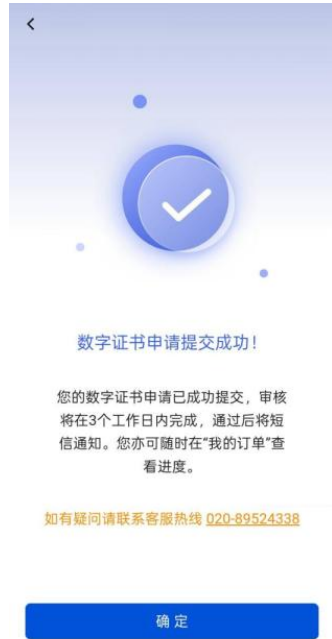 数字证书申请提交成功！
您的数字证书申请已成功提交，审核
将在3个工作日内完成，通过后将短
信通知。您亦可随时在“我的订单”查
看进度。
如有疑问请联系客服热线 020-89524338
确定